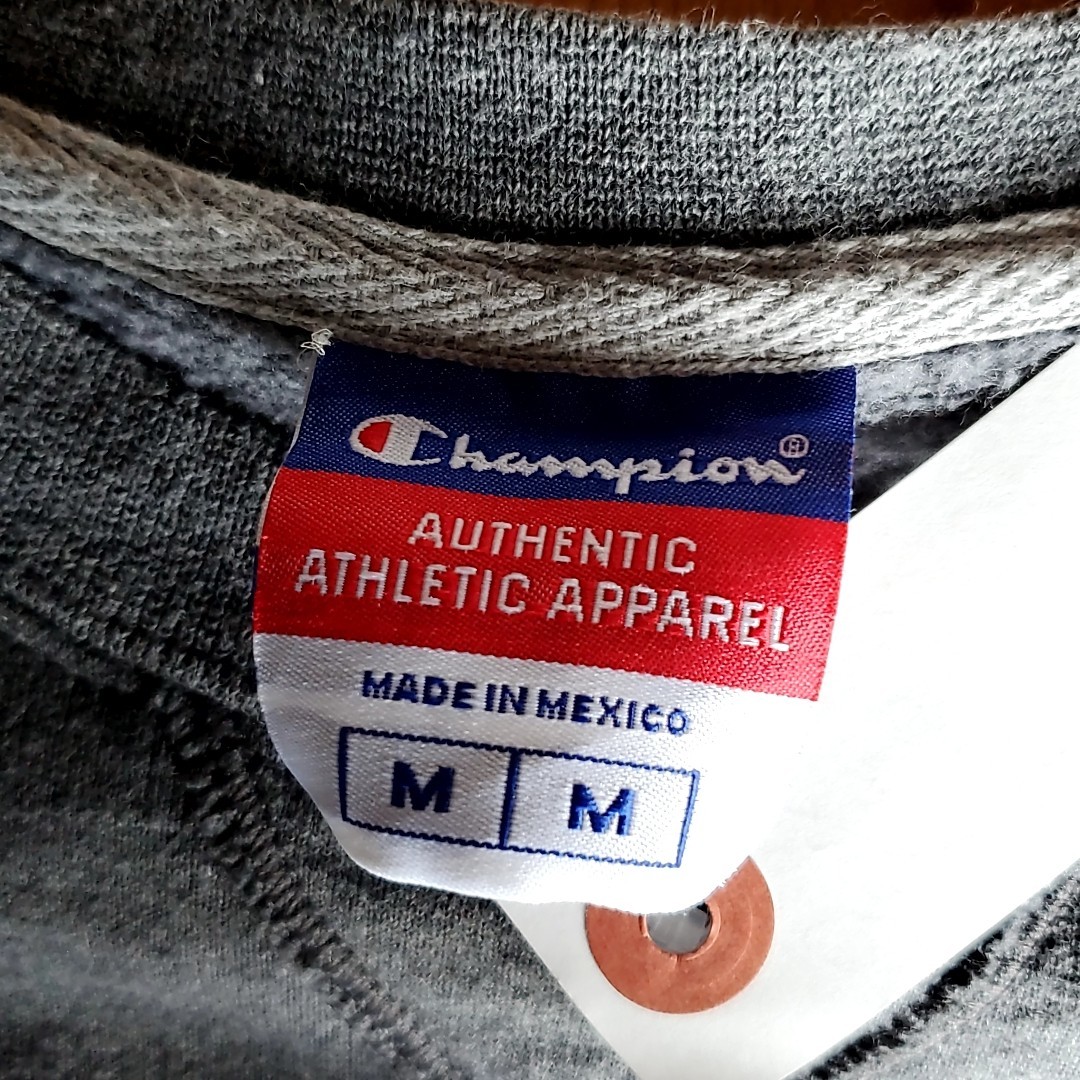 Champion®
AUTHENTIC
ATHLETIC APPAREL
MADE IN MEXICO
M M